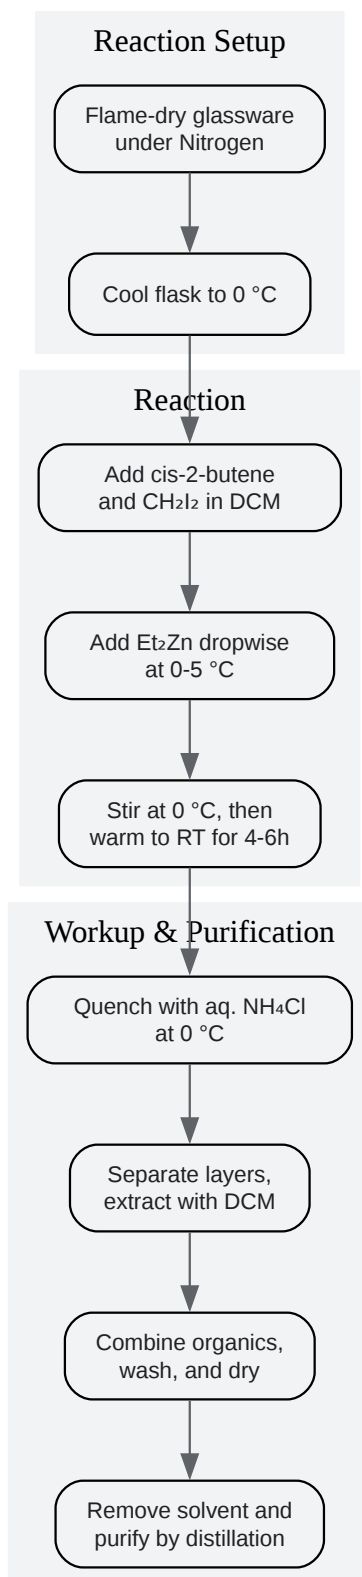 Reaction Setup
Flame-dry glassware
under Nitrogen
Cool flask to 0 °C
Reaction
Add cis-2-butene
and CH₂I₂ in DCM
Add Et₂Zn dropwise
at 0-5 °C
Stir at 0 °C, then
warm to RT for 4-6h
Workup & Purification
Quench with aq. NH₄Cl
at 0 °C
Separate layers,
extract with DCM
Combine organics,
wash, and dry
Remove solvent and
purify by distillation